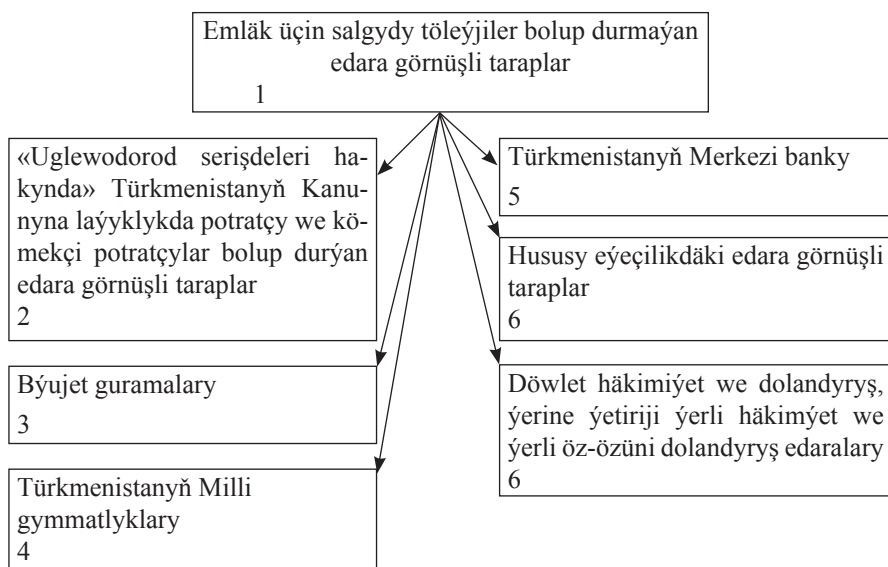 Emläk üçin salgydy töleýjiler bolup durmaýan
edara görnüşli taraplar
1
«Uglewodorod serişdeleri ha-
kynda» Türkmenistanyň Kanu-
nyna laýyklykda potratçy we kö-
mekçi potratçylar bolup durýan
edara görnüşli taraplar
2
Býujet guramalary
3
Türkmenistanyň Milli
gymmatlyklary
4
Türkmenistanyň Merkezi banky
5
Hususy eýeçilikdäki edara görnüşli
taraplar
6
Döwlet häkimiýet we dolandyryş,
ýerine ýetiriji ýerli häkimýet we
ýerli öz-özüni dolandyryş edaralary
6